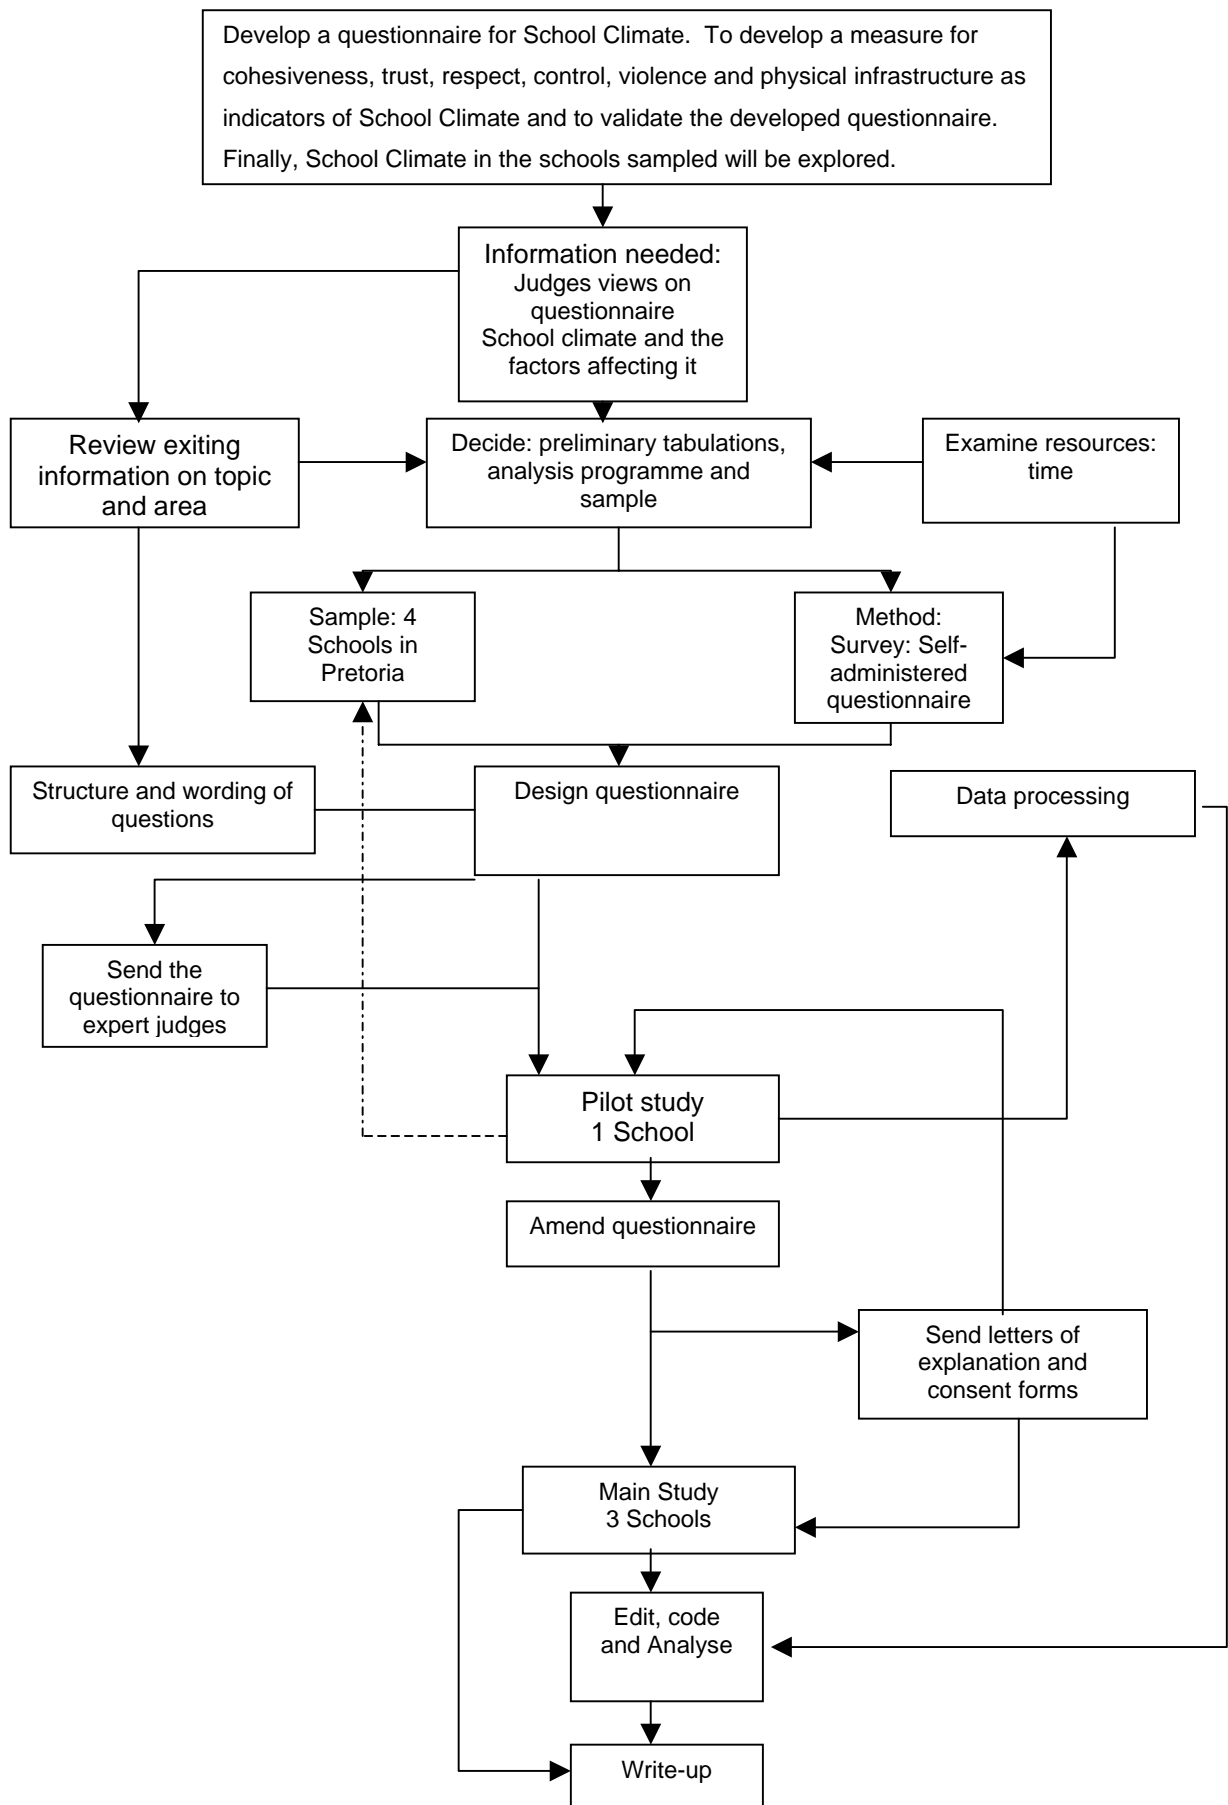 Develop a questionnaire for School Climate.  To develop a measure for
cohesiveness, trust, respect, control, violence and physical infrastructure as
indicators of School Climate and to validate the developed questionnaire.
Finally, School Climate in the schools sampled will be explored.
Information needed:
Judges views on
questionnaire
School climate and the
factors affecting it
Review exiting
information on topic
and area
Decide: preliminary tabulations,
analysis programme and
sample
Examine resources:
time
Sample: 4
Schools in
Pretoria
Method:
Survey: Self-
administered
questionnaire
Structure and wording of
questions
Design questionnaire
Data processing
Send the
questionnaire to
expert judges
Pilot study
1 School
Amend questionnaire
Send letters of
explanation and
consent forms
Main Study
3 Schools
Edit, code
and Analyse
Write-up